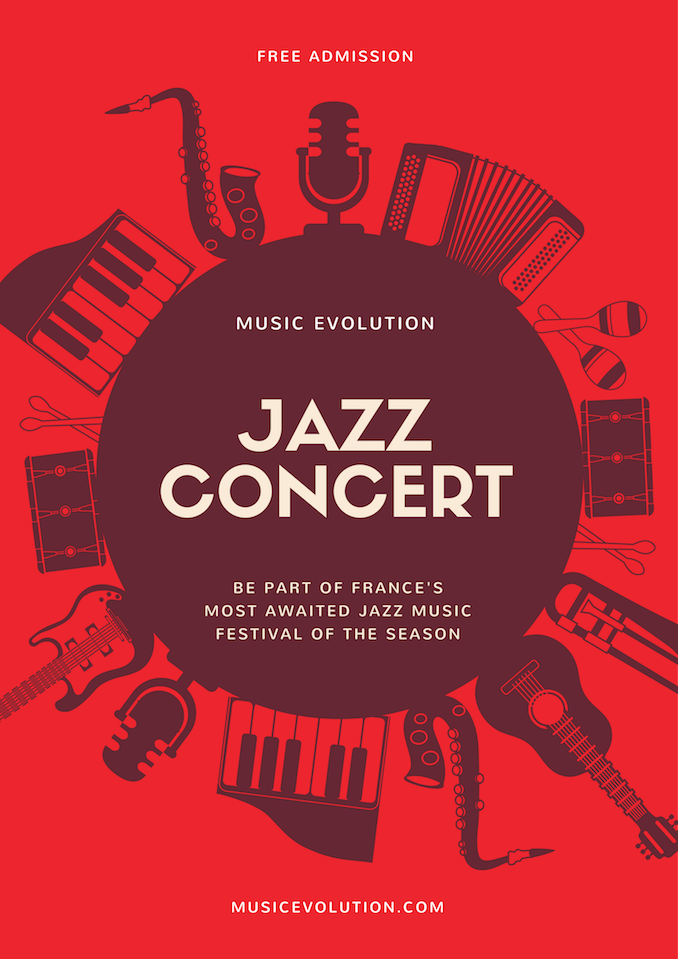 FREE ADMISSION
MUSIC EVOLUTION
JAZZ
CONCERT
BE PART OF FRANCE'S
MOST AWAITED JAZZ MUSIC
FESTIVAL OF THE SEASON
MUSICEVOLUTION.COM